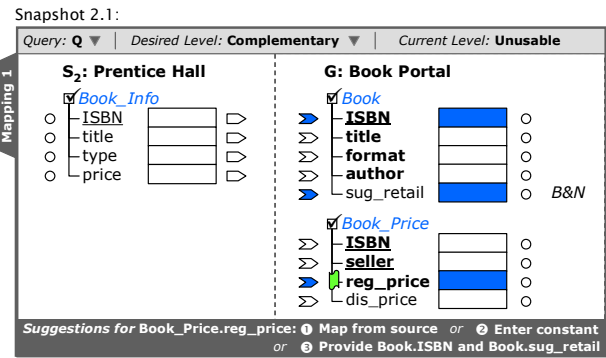 Snapshot 2.1:
Query: Q ▼ | Desired Level: Complementary ▼ | Current Level: Unusable
Mapping 1
S2: Prentice Hall
Book_Info
ISBN
title
type
price
G: Book Portal
Book
ISBN
title
format
author
sug_retail B&N
Book_Price
ISBN
seller
reg_price
dis_price
Suggestions for Book_Price.reg_price: ❶ Map from source or ❷ Enter constant
or ❸ Provide Book.ISBN and Book.sug_retail